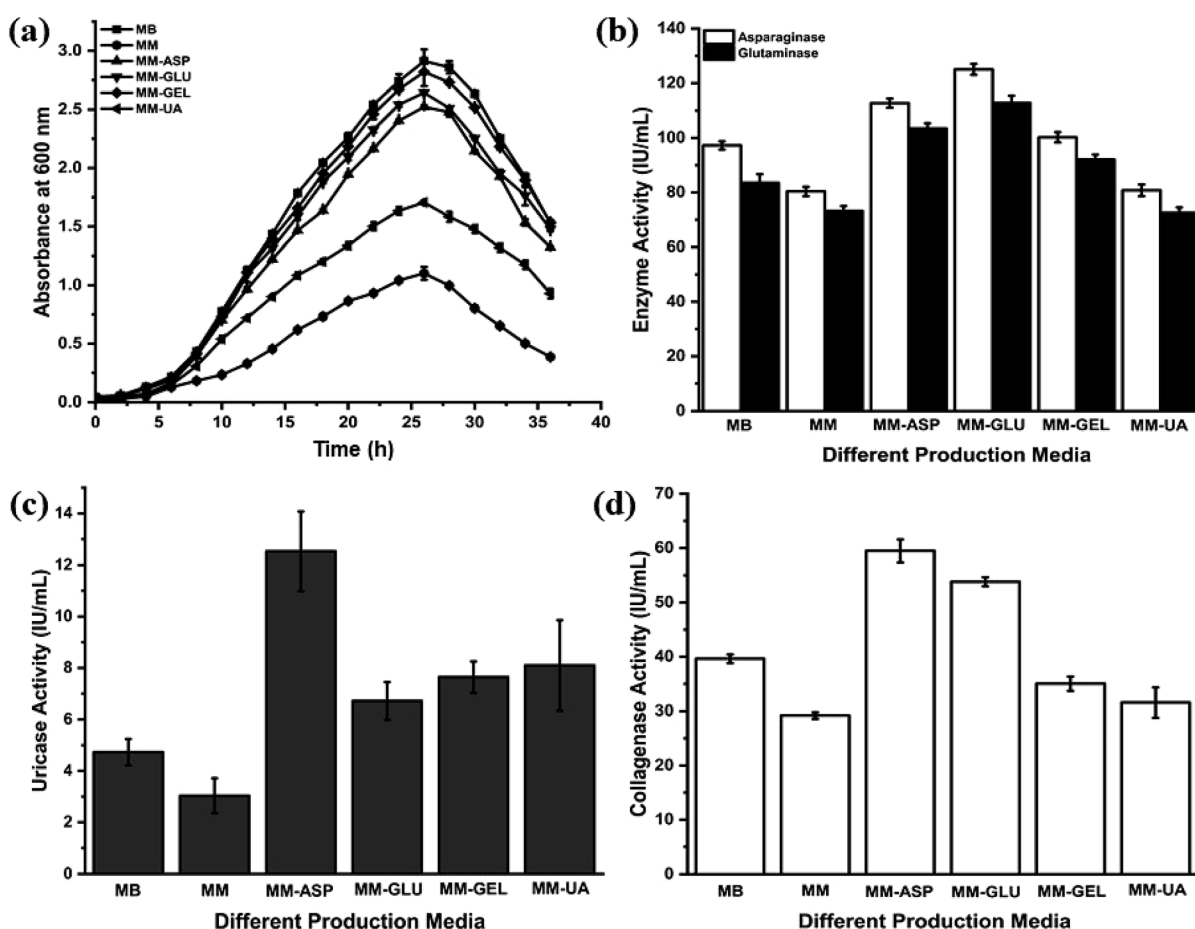 (a)
MB
MM
MM-ASP
MM-GLU
MM-GEL
MM-UA
Absorbance at 600 nm
3.0
2.5
2.0
1.5
1.0
0.5
0.0
0 5 10 15 20 25 30 35 40
Time (h)
(b)
Asparaginase
Glutaminase
Enzyme Activity (IU/mL)
140
120
100
80
60
40
20
0
MB MM MM-ASP MM-GLU MM-GEL MM-UA
Different Production Media
(c)
Uricase Activity (IU/mL)
14
12
10
8
6
4
2
0
MB MM MM-ASP MM-GLU MM-GEL MM-UA
Different Production Media
(d)
Collagenase Activity (IU/mL)
70
60
50
40
30
20
10
0
MB MM MM-ASP MM-GLU MM-GEL MM-UA
Different Production Media